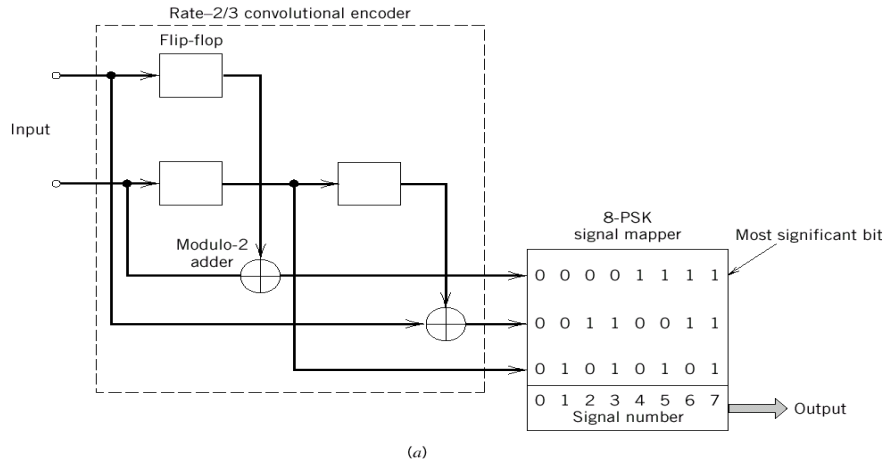 Rate–2/3 convolutional encoder
Flip-flop
Input
Modulo-2
adder
8-PSK
signal mapper
Most significant bit
0 0 0 0 1 1 1 1
0 0 1 1 0 0 1 1
0 1 0 1 0 1 0 1
0 1 2 3 4 5 6 7
Signal number
Output
(a)